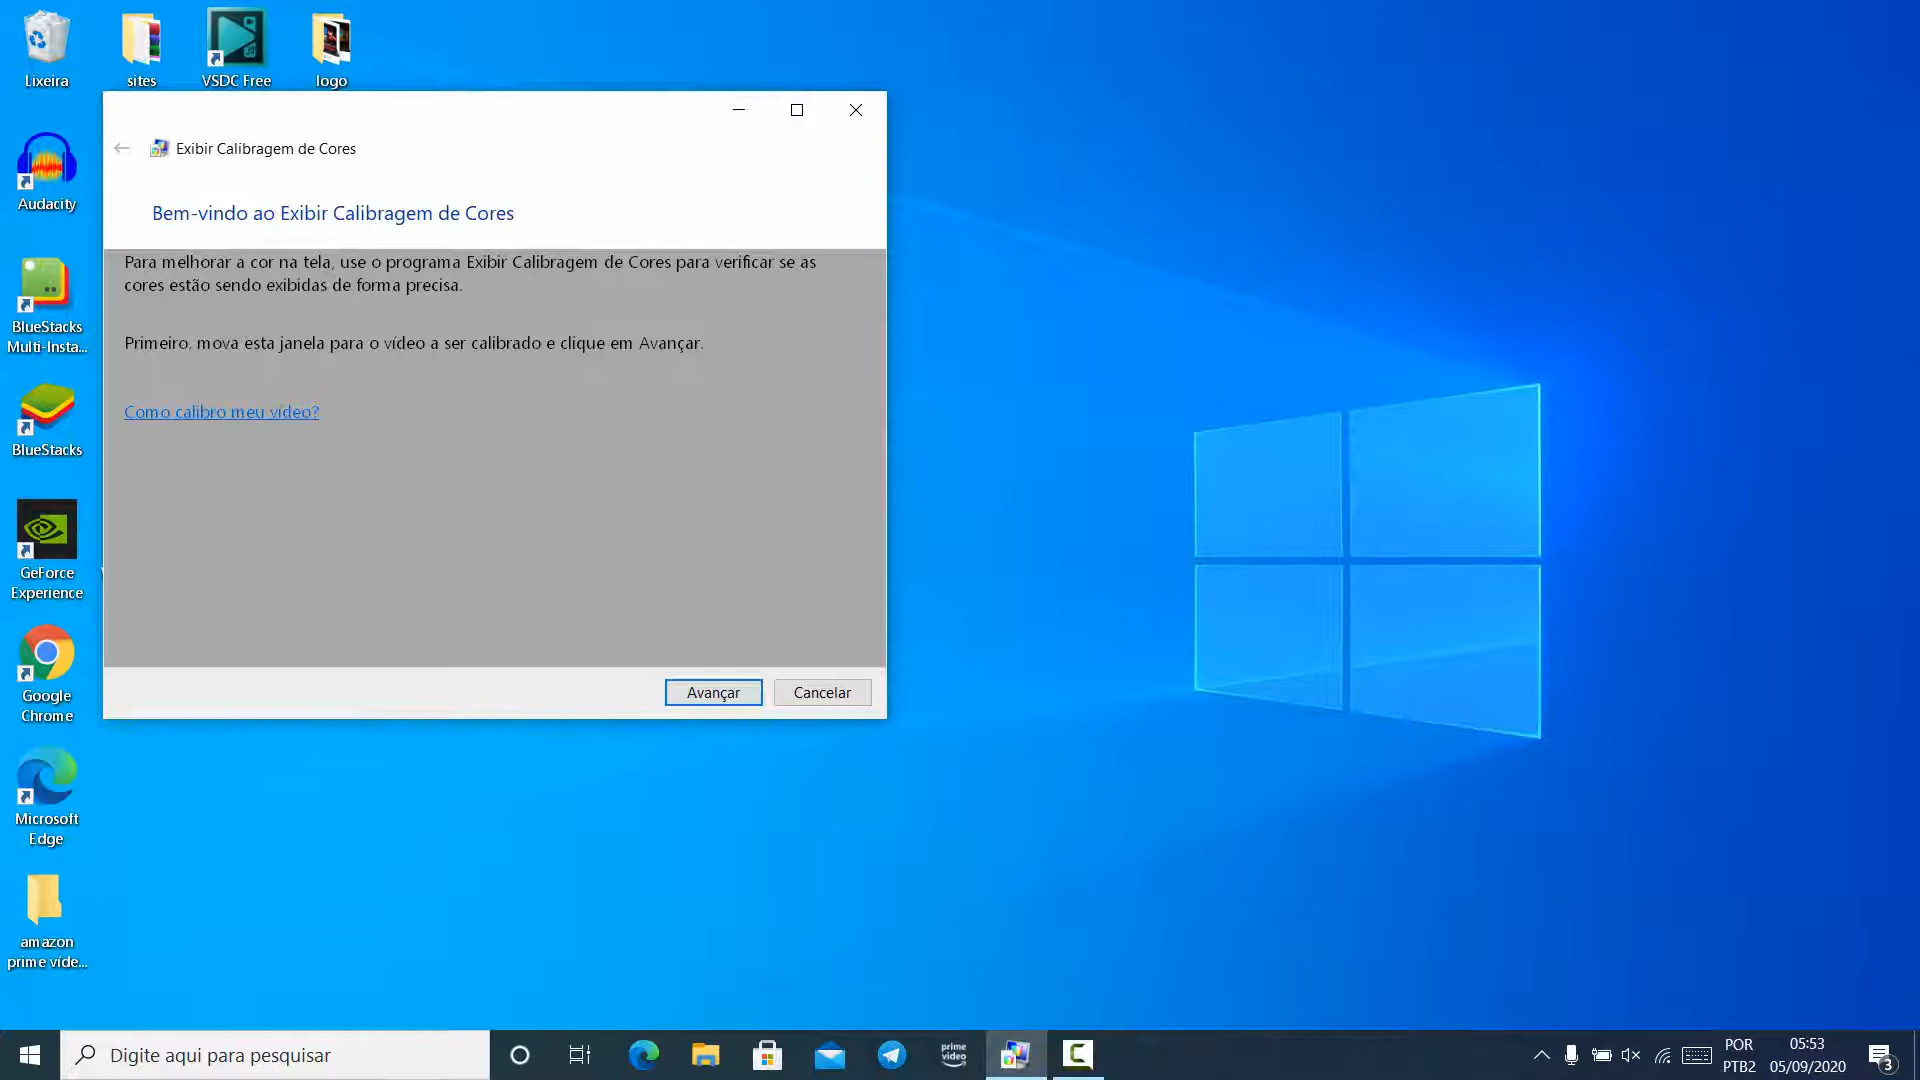 Lixeira
sites
VSDC Free
logo
Exibir Calibragem de Cores
Bem-vindo ao Exibir Calibragem de Cores
Para melhorar a cor na tela, use o programa Exibir Calibragem de Cores para verificar se as
cores estão sendo exibidas de forma precisa.
Primeiro, mova esta janela para o vídeo a ser calibrado e clique em Avançar.
Como calibro meu vídeo?
Avançar
Cancelar
Audacity
BlueStacks
Multi-Insta...
BlueStacks
GeForce
Experience
Google
Chrome
Microsoft
Edge
amazon
prime víde...
Digite aqui para pesquisar
prime
video
POR
PTB2
05:53
05/09/2020
3